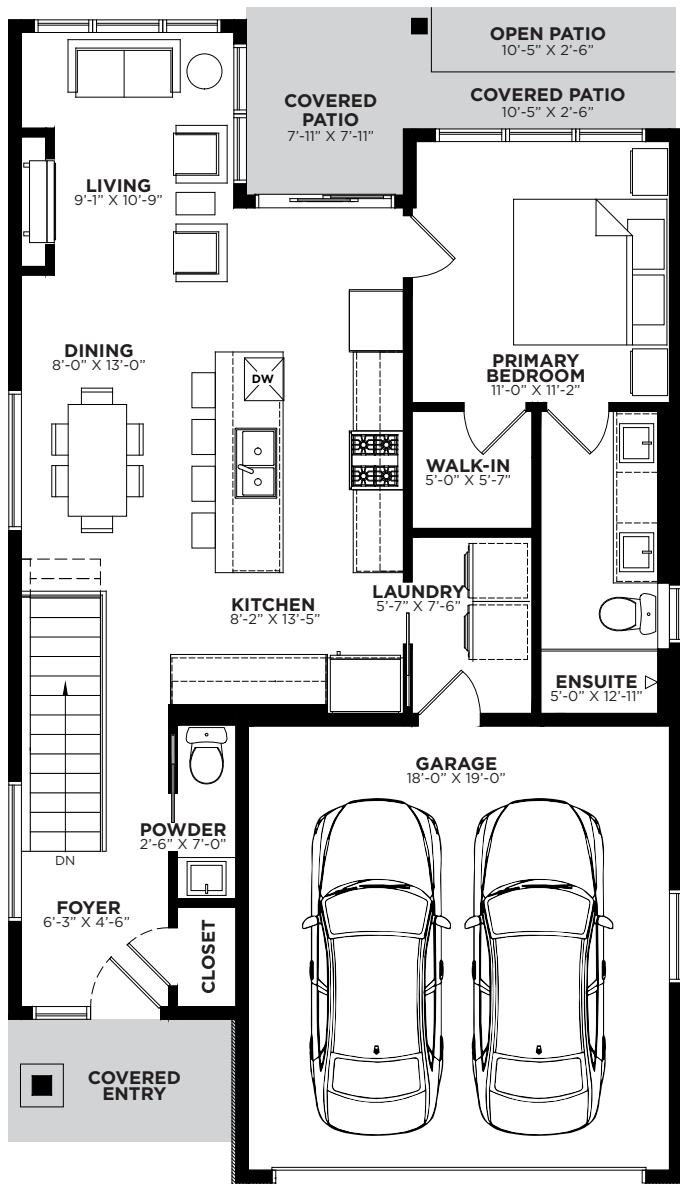 OPEN PATIO
10'-5" X 2'-6"
COVERED PATIO
10'-5" X 2'-6"
COVERED
PATIO
7'-11" X 7'-11"
LIVING
9'-1" X 10'-9"
DINING
8'-0" X 13'-0"
DW
PRIMARY
BEDROOM
11'-0" X 11'-2"
WALK-IN
5'-0" X 5'-7"
LAUNDRY
5'-7" X 7'-6"
KITCHEN
8'-2" X 13'-5"
ENSUITE
5'-0" X 12'-11"
GARAGE
18'-0" X 19'-0"
POWDER
2'-6" X 7'-0"
DN
FOYER
6'-3" X 4'-6"
CLOSET
COVERED
ENTRY